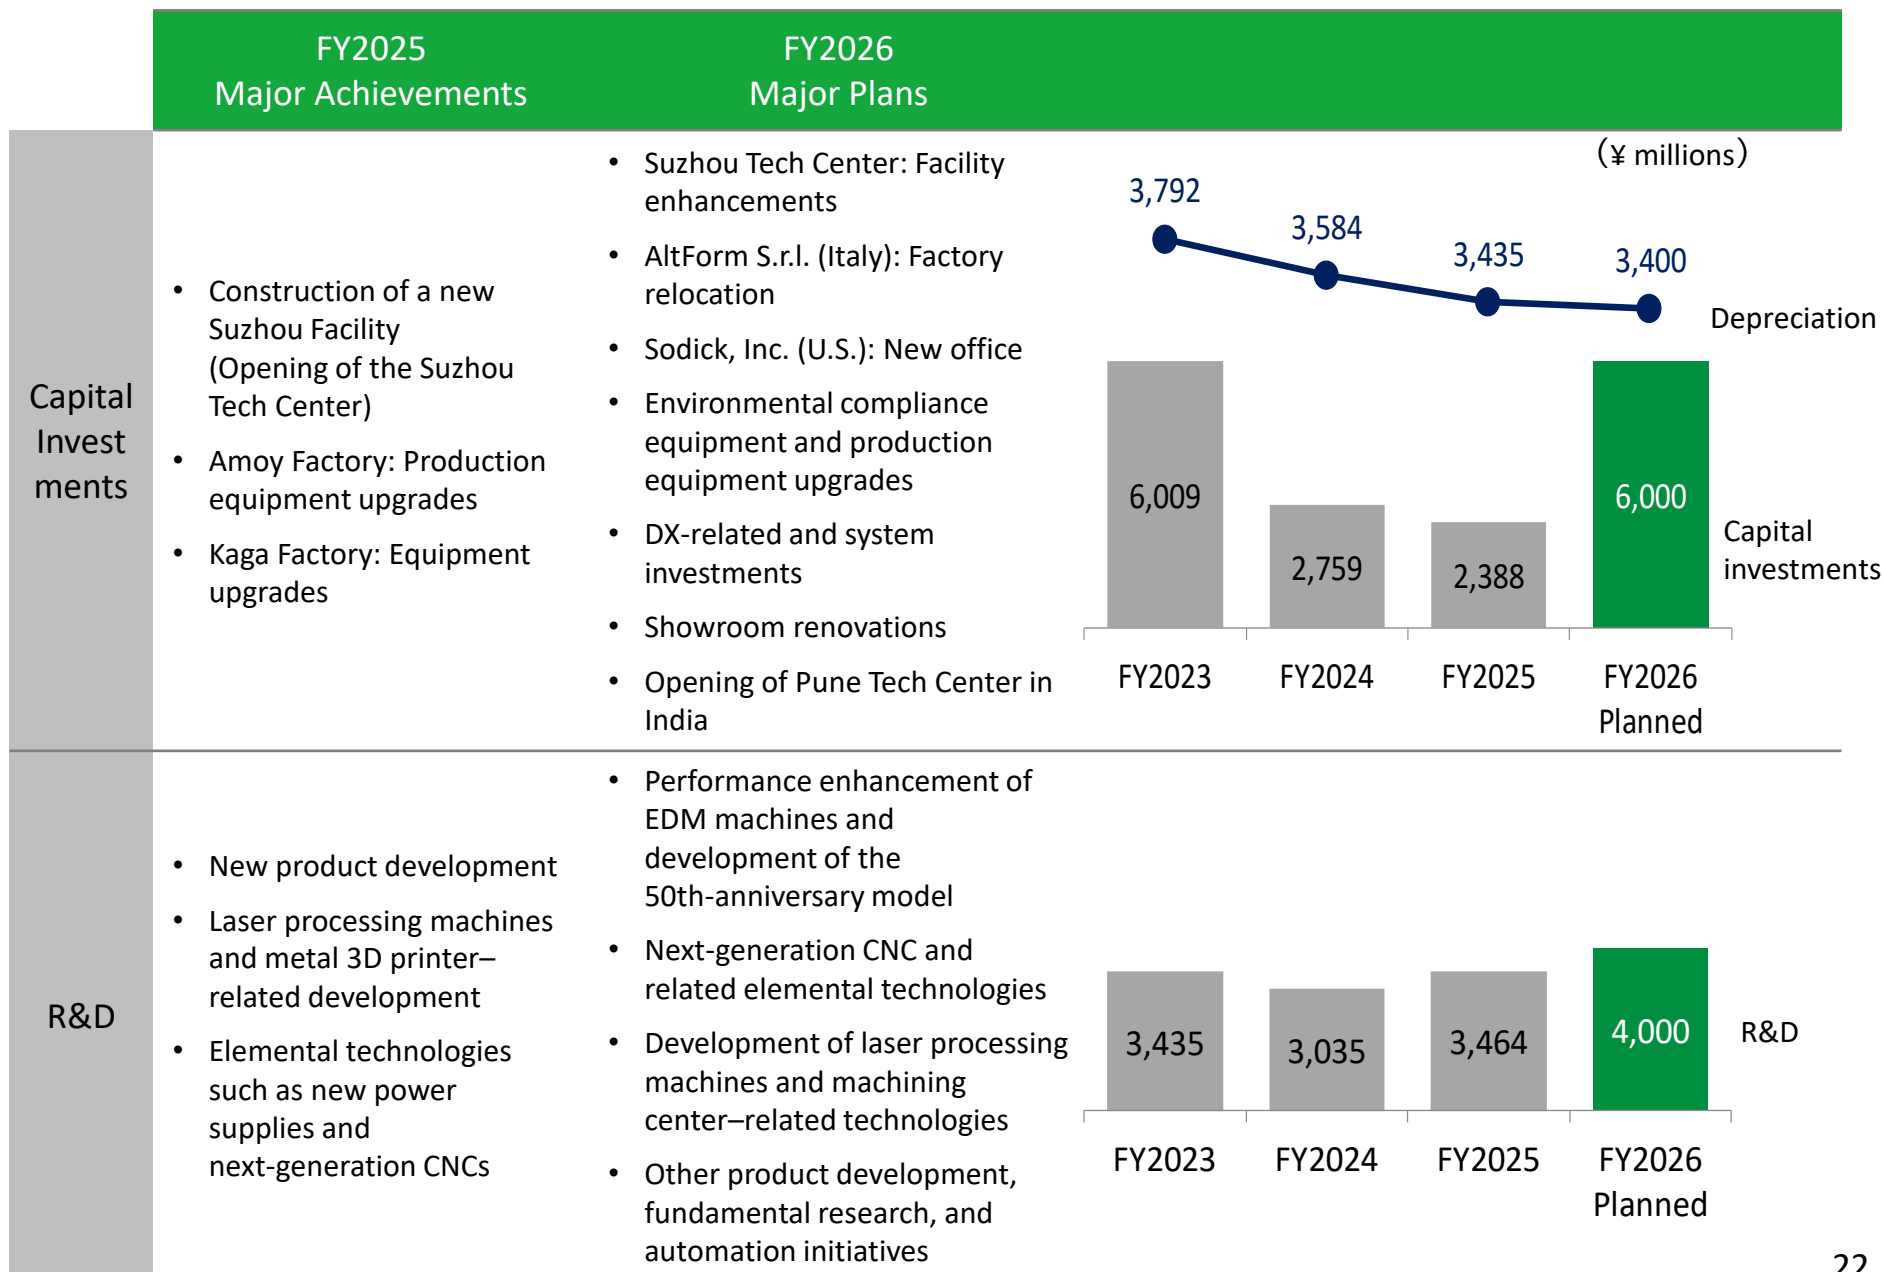 FY2025
Major Achievements
FY2026
Major Plans
Capital
Invest
ments
• Construction of a new
Suzhou Facility
(Opening of the Suzhou
Tech Center)
• Amoy Factory: Production
equipment upgrades
• Kaga Factory: Equipment
upgrades
• Suzhou Tech Center: Facility
enhancements
• AltForm S.r.l. (Italy): Factory
relocation
• Sodick, Inc. (U.S.): New office
• Environmental compliance
equipment and production
equipment upgrades
• DX-related and system
investments
• Showroom renovations
• Opening of Pune Tech Center in
India
（¥ millions）
3,792
3,584
3,435
3,400
Depreciation
6,009
2,759
2,388
6,000
Capital
investments
FY2023
FY2024
FY2025
FY2026
Planned
R&D
• New product development
• Laser processing machines
and metal 3D printer–
related development
• Elemental technologies
such as new power
supplies and
next-generation CNCs
• Performance enhancement of
EDM machines and
development of the
50th-anniversary model
• Next-generation CNC and
related elemental technologies
• Development of laser processing
machines and machining
center–related technologies
• Other product development,
fundamental research, and
automation initiatives
3,435
3,035
3,464
4,000
R&D
FY2023
FY2024
FY2025
FY2026
Planned
22